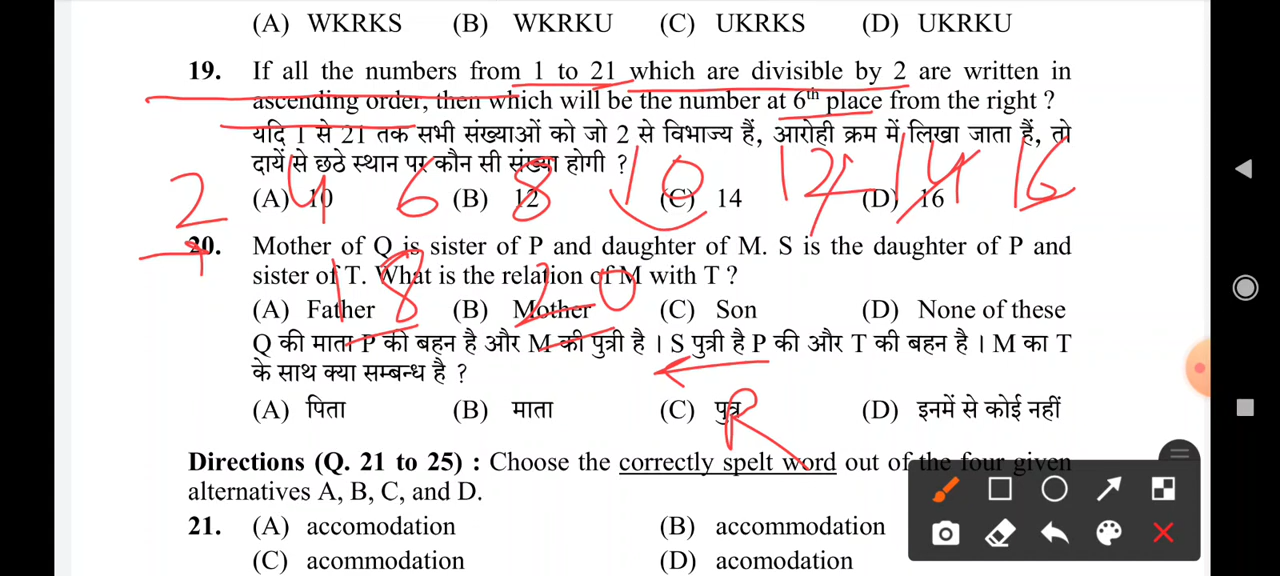 (A) WKRKS (B) WKRKU (C) UKRKS (D) UKRKU
19. If all the numbers from 1 to 21 which are divisible by 2 are written in
ascending order, then which will be the number at 6th place from the right ?
यदि 1 से 21 तक सभी संख्याओं को जो 2 से विभाज्य हैं, आरोही क्रम में लिखा जाता हैं, तो
दायें से छठे स्थान पर कौन सी संख्या होगी ?
2 4 6 8 10 12 14 16
(A) 10 (B) 12 (C) 14 (D) 16
20. Mother of Q is sister of P and daughter of M. S is the daughter of P and
sister of T. What is the relation of M with T ?
18 20
(A) Father (B) Mother (C) Son (D) None of these
Q की माता P की बहन है और M की पुत्री है । S पुत्री है P की और T की बहन है । M का T
के साथ क्या सम्बन्ध है ?
R
(A) पिता (B) माता (C) पुत्र (D) इनमें से कोई नहीं
Directions (Q. 21 to 25) : Choose the correctly spelt word out of the four given
alternatives A, B, C, and D.
21. (A) accomodation (B) accommodation
(C) acommodation (D) acomodation